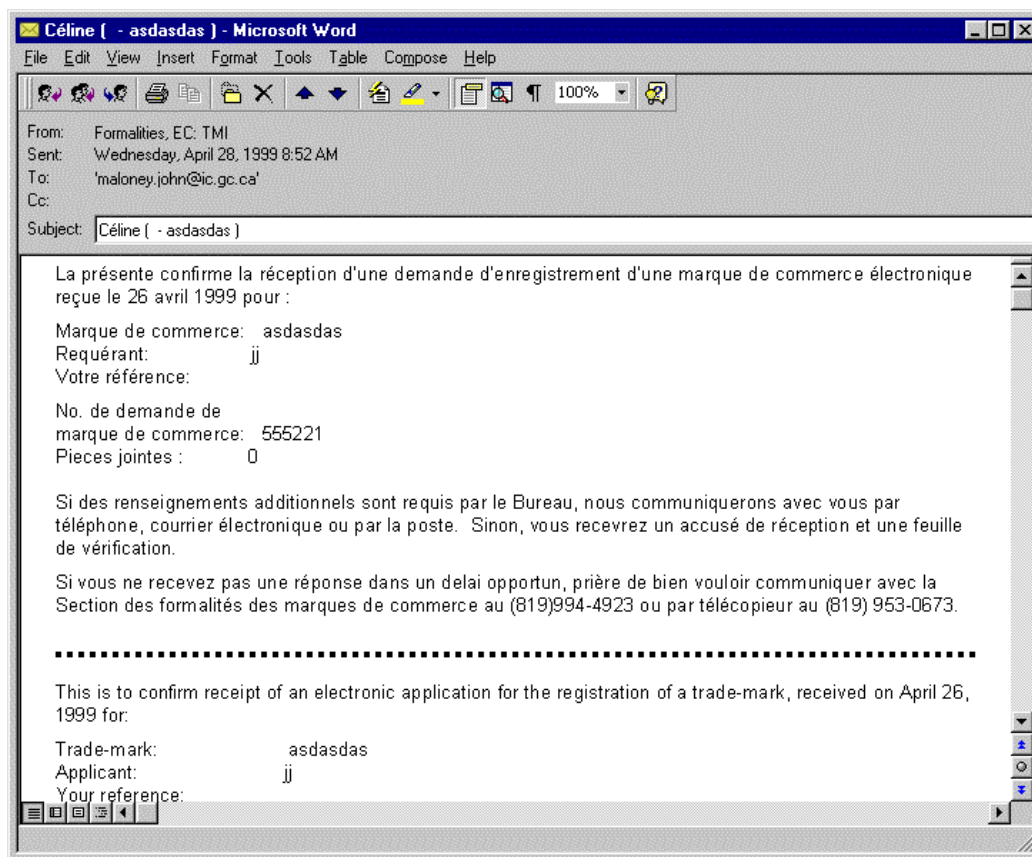 Céline ( - asdasdas ) - Microsoft Word
File Edit View Insert Format Tools Table Compose Help
100%
From: Formalities, EC: TMI
Sent: Wednesday, April 28, 1999 8:52 AM
To: 'maloney.john@ic.gc.ca'
Cc:
Subject: Céline ( - asdasdas )
La présente confirme la réception d'une demande d'enregistrement d'une marque de commerce électronique
reçue le 26 avril 1999 pour :
Marque de commerce: asdasdas
Requérant: jj
Votre référence:
No. de demande de
marque de commerce: 555221
Pieces jointes : 0
Si des renseignements additionnels sont requis par le Bureau, nous communiquerons avec vous par
téléphone, courrier électronique ou par la poste. Sinon, vous recevrez un accusé de réception et une feuille
de vérification.
Si vous ne recevez pas une réponse dans un delai opportun, prière de bien vouloir communiquer avec la
Section des formalités des marques de commerce au (819)994-4923 ou par télécopieur au (819) 953-0673.
This is to confirm receipt of an electronic application for the registration of a trade-mark, received on April 26,
1999 for:
Trade-mark: asdasdas
Applicant: jj
Your reference: